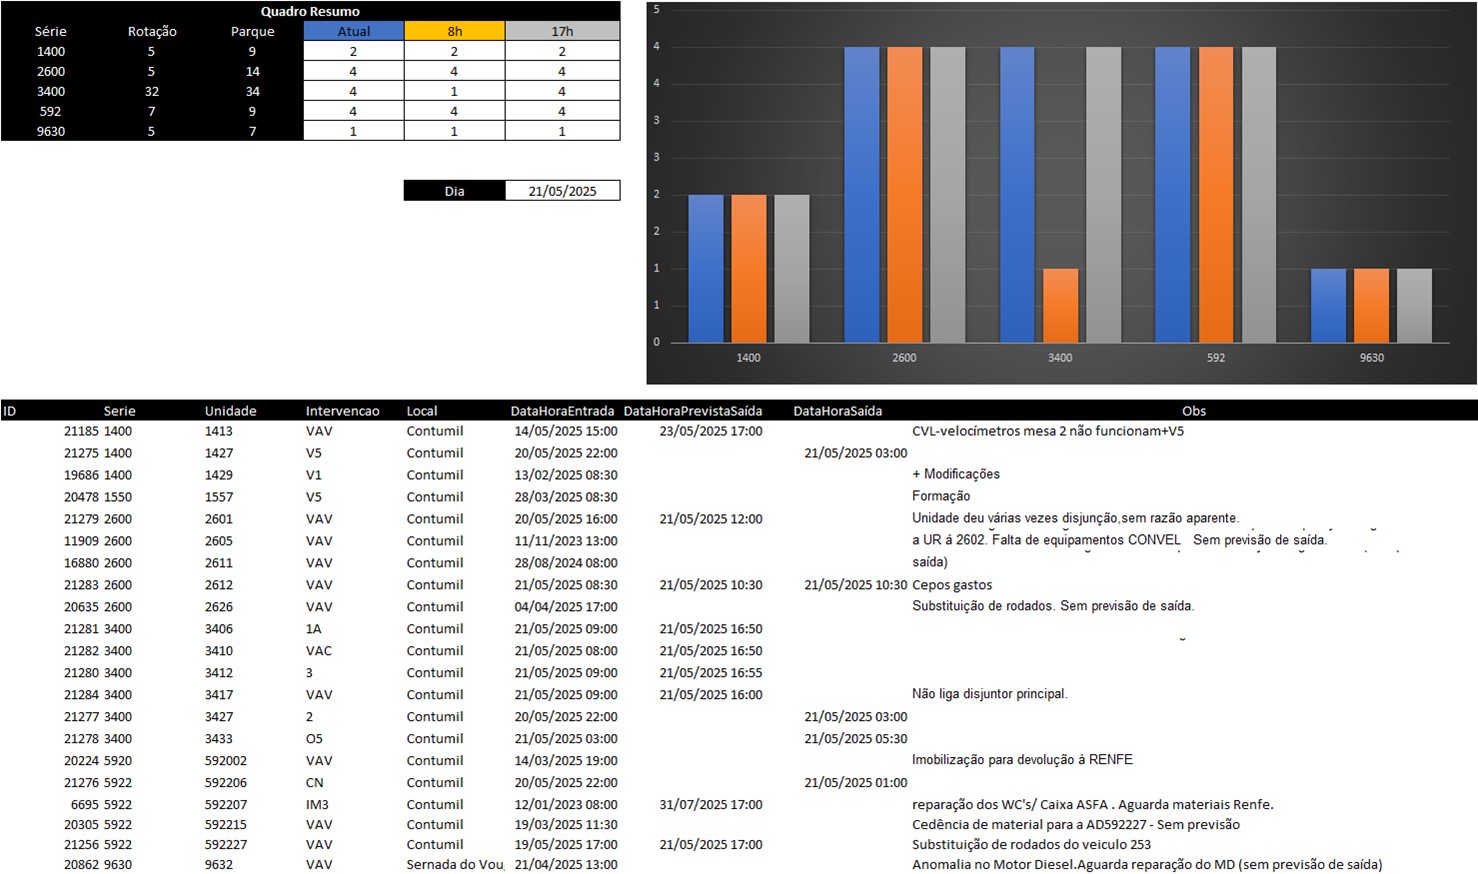 Quadro Resumo
Série Rotação Parque Atual 8h 17h
1400 5 9 2 2 2
2600 5 14 4 4 4
3400 32 34 4 1 4
592 7 9 4 4 4
9630 5 7 1 1 1
Dia 21/05/2025
5
4
4
3
3
2
2
1
1
0
1400 2600 3400 592 9630
ID Serie Unidade Intervencao Local DataHoraEntrada DataHoraPrevistaSaída DataHoraSaída Obs
21185 1400 1413 VAV Contumil 14/05/2025 15:00 23/05/2025 17:00 CVL-velocímetros mesa 2 não funcionam+V5
21275 1400 1427 V5 Contumil 20/05/2025 22:00 21/05/2025 03:00
19686 1400 1429 V1 Contumil 13/02/2025 08:30 + Modificações
20478 1550 1557 V5 Contumil 28/03/2025 08:30 Formação
21279 2600 2601 VAV Contumil 20/05/2025 16:00 21/05/2025 12:00 Unidade deu várias vezes disjunção,sem razão aparente.
11909 2600 2605 VAV Contumil 11/11/2023 13:00 a UR á 2602. Falta de equipamentos CONVEL Sem previsão de saída.
16880 2600 2611 VAV Contumil 28/08/2024 08:00 saída)
21283 2600 2612 VAV Contumil 21/05/2025 08:30 21/05/2025 10:30 21/05/2025 10:30 Cepos gastos
20635 2600 2626 VAV Contumil 04/04/2025 17:00 Substituição de rodados. Sem previsão de saída.
21281 3400 3406 1A Contumil 21/05/2025 09:00 21/05/2025 16:50
21282 3400 3410 VAC Contumil 21/05/2025 08:00 21/05/2025 16:50
21280 3400 3412 3 Contumil 21/05/2025 09:00 21/05/2025 16:55
21284 3400 3417 VAV Contumil 21/05/2025 09:00 21/05/2025 16:00 Não liga disjuntor principal.
21277 3400 3427 2 Contumil 20/05/2025 22:00 21/05/2025 03:00
21278 3400 3433 O5 Contumil 21/05/2025 03:00 21/05/2025 05:30
20224 5920 592002 VAV Contumil 14/03/2025 19:00 Imobilização para devolução à RENFE
21276 5922 592206 CN Contumil 20/05/2025 22:00 21/05/2025 01:00
6695 5922 592207 IM3 Contumil 12/01/2023 08:00 31/07/2025 17:00 reparação dos WC's/ Caixa ASFA . Aguarda materiais Renfe.
20305 5922 592215 VAV Contumil 19/03/2025 11:30 Cedência de material para a AD592227 - Sem previsão
21256 5922 592227 VAV Contumil 19/05/2025 17:00 21/05/2025 17:00 Substituição de rodados do veiculo 253
20862 9630 9632 VAV Sernada do Vou 21/04/2025 13:00 Anomalia no Motor Diesel.Aguarda reparação do MD (sem previsão de saída)